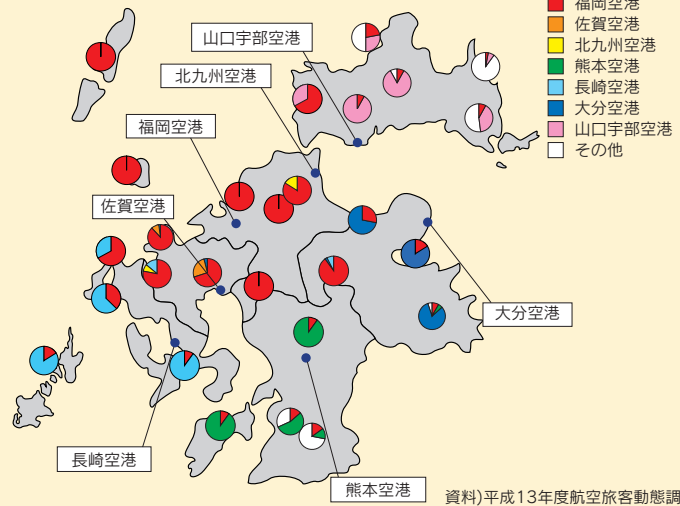 福岡空港
佐賀空港
北九州空港
熊本空港
長崎空港
大分空港
山口宇部空港
その他
山口宇部空港
北九州空港
福岡空港
佐賀空港
大分空港
長崎空港
熊本空港
資料)平成13年度航空旅客動態調